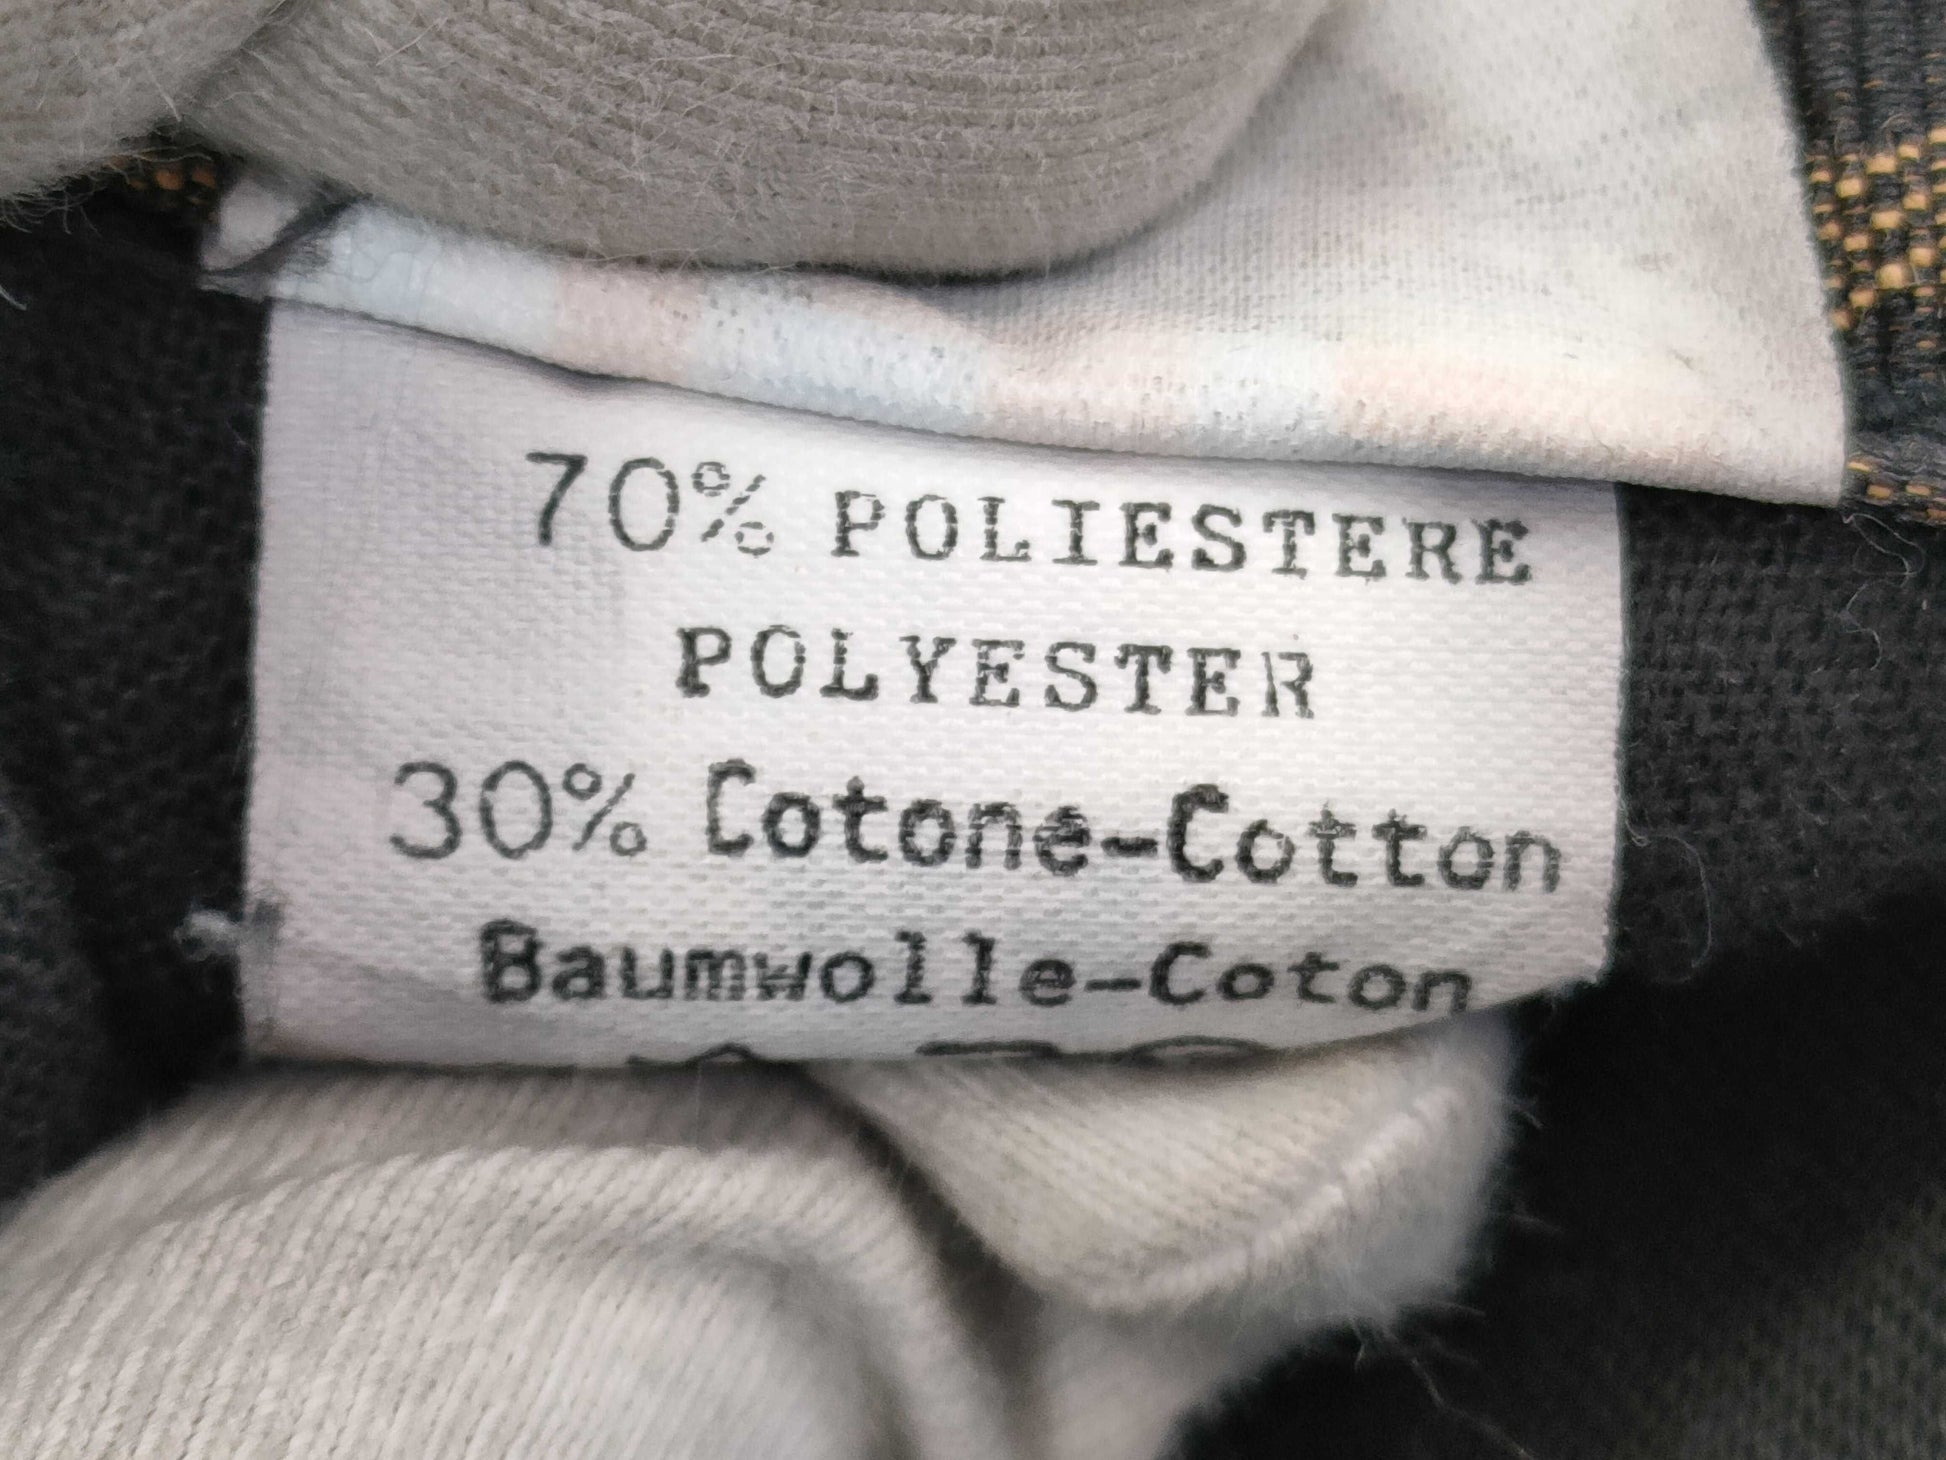 70% POLIESTERE
POLYESTER
30% Cotone-Cotton
Baumwolle-Coton